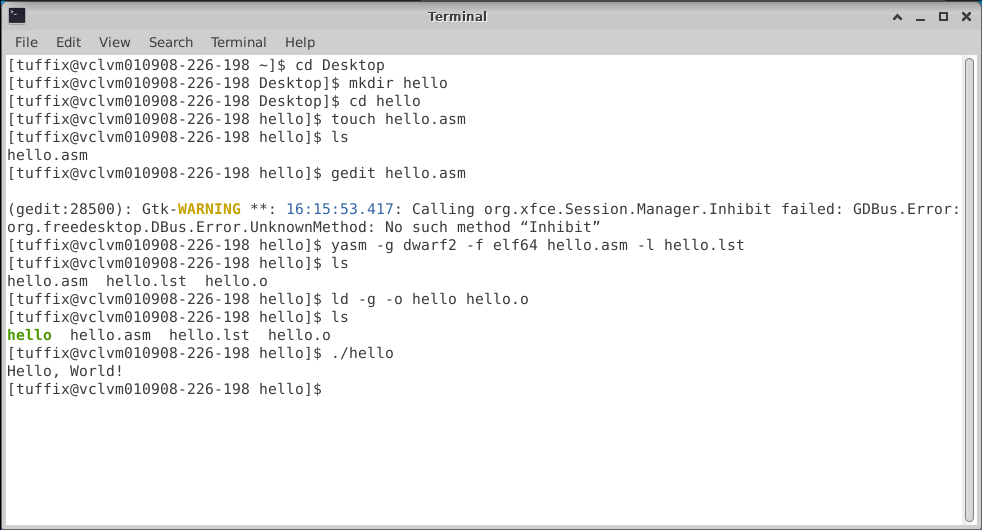 Terminal
File Edit View Search Terminal Help
[tuffix@vclvm010908-226-198 ~]$ cd Desktop
[tuffix@vclvm010908-226-198 Desktop]$ mkdir hello
[tuffix@vclvm010908-226-198 Desktop]$ cd hello
[tuffix@vclvm010908-226-198 hello]$ touch hello.asm
[tuffix@vclvm010908-226-198 hello]$ ls
hello.asm
[tuffix@vclvm010908-226-198 hello]$ gedit hello.asm

(gedit:28500): Gtk-WARNING **: 16:15:53.417: Calling org.xfce.Session.Manager.Inhibit failed: GDBus.Error:
org.freedesktop.DBus.Error.UnknownMethod: No such method “Inhibit”
[tuffix@vclvm010908-226-198 hello]$ yasm -g dwarf2 -f elf64 hello.asm -l hello.lst
[tuffix@vclvm010908-226-198 hello]$ ls
hello.asm  hello.lst  hello.o
[tuffix@vclvm010908-226-198 hello]$ ld -g -o hello hello.o
[tuffix@vclvm010908-226-198 hello]$ ls
hello  hello.asm  hello.lst  hello.o
[tuffix@vclvm010908-226-198 hello]$ ./hello
Hello, World!
[tuffix@vclvm010908-226-198 hello]$